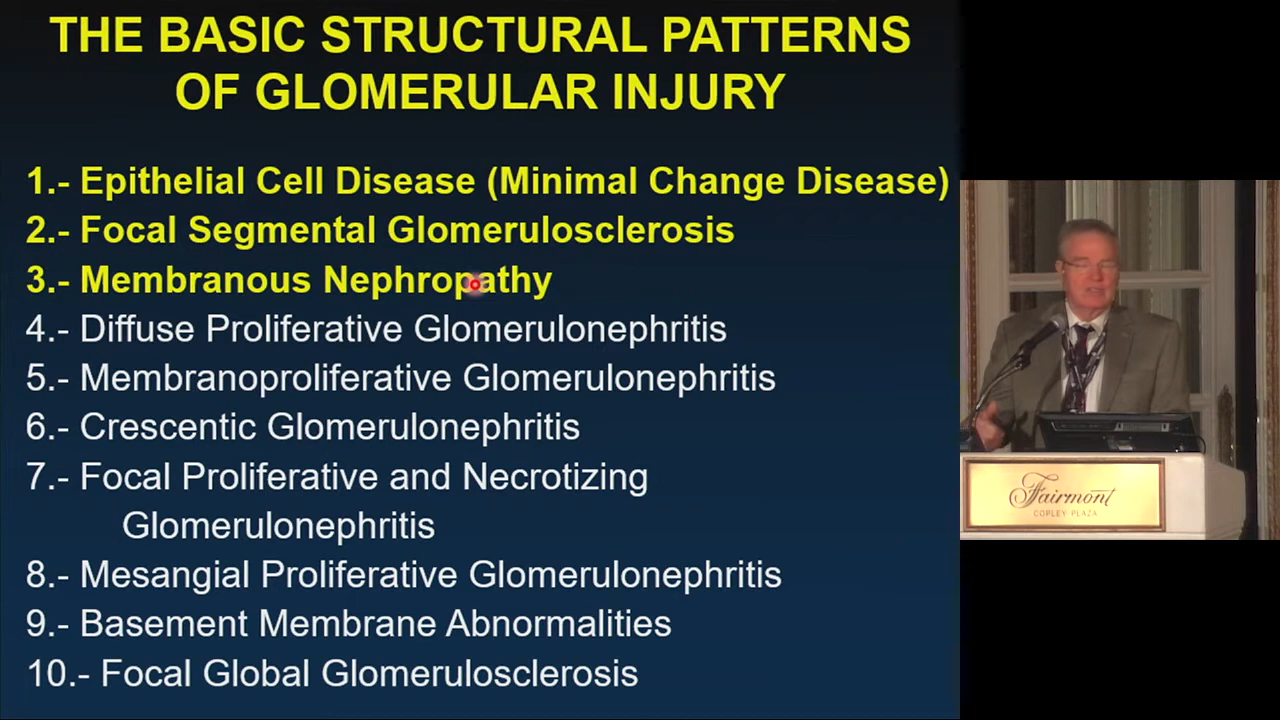 THE BASIC STRUCTURAL PATTERNS
OF GLOMERULAR INJURY
1.- Epithelial Cell Disease (Minimal Change Disease)
2.- Focal Segmental Glomerulosclerosis
3.- Membranous Nephropathy
4.- Diffuse Proliferative Glomerulonephritis
5.- Membranoproliferative Glomerulonephritis
6.- Crescentic Glomerulonephritis
7.- Focal Proliferative and Necrotizing
Glomerulonephritis
8.- Mesangial Proliferative Glomerulonephritis
9.- Basement Membrane Abnormalities
10.- Focal Global Glomerulosclerosis
Fairmont
COPLEY PLAZA